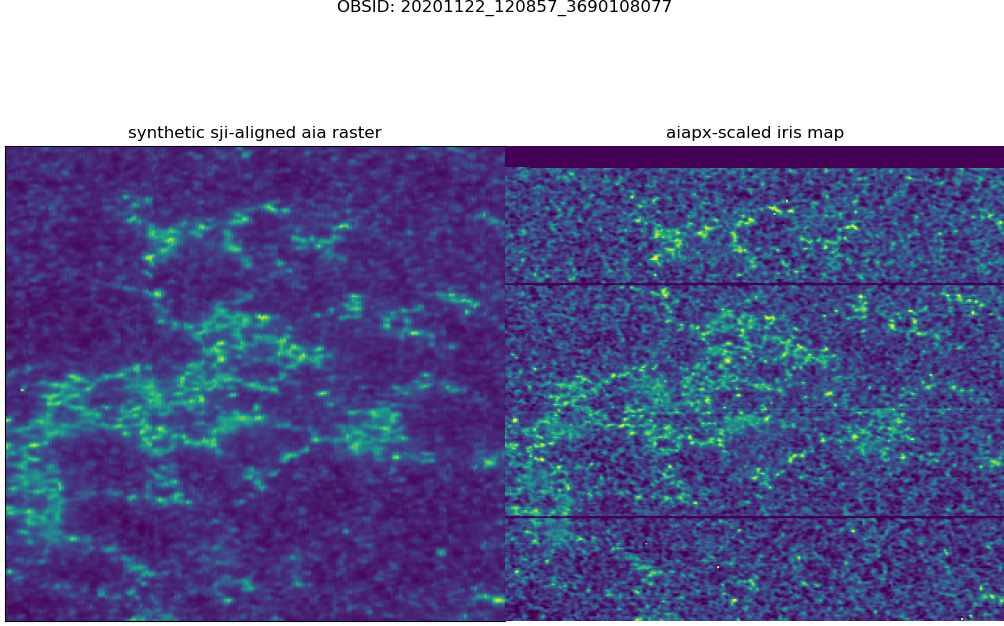 OBSID: 20201122_120857_3690108077
synthetic sji-aligned aia raster
aiapx-scaled iris map